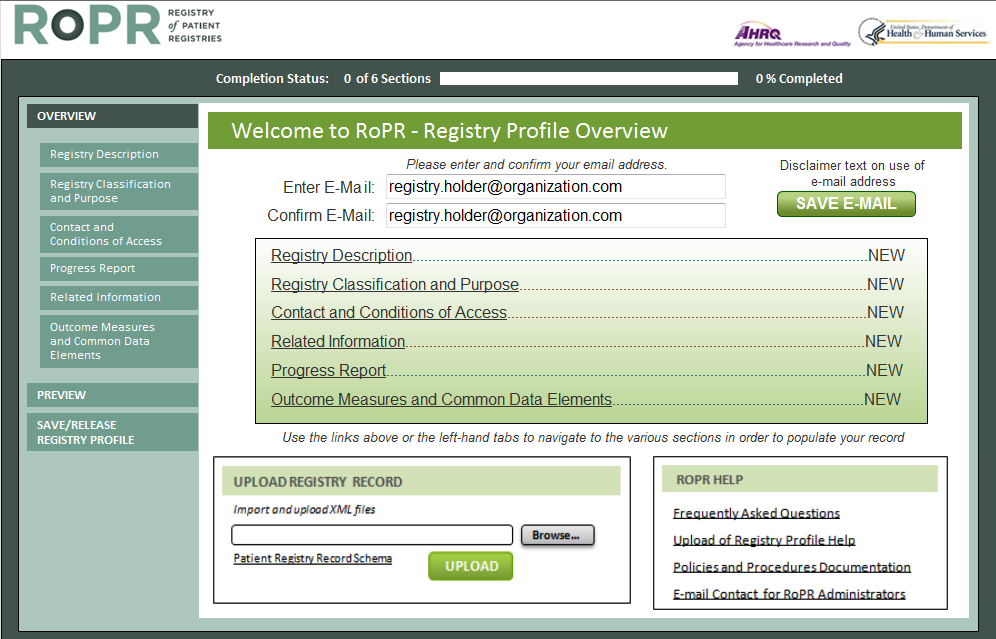 RoPR
REGISTRY
of PATIENT
REGISTRIES
AHRQ
Agency for Healthcare Research and Quality
United States Department of
Health & Human Services
Completion Status: 0 of 6 Sections 0 % Completed
OVERVIEW
Registry Description
Registry Classification
and Purpose
Contact and
Conditions of Access
Progress Report
Related Information
Outcome Measures
and Common Data
Elements
PREVIEW
SAVE/RELEASE
REGISTRY PROFILE
Welcome to RoPR - Registry Profile Overview
Please enter and confirm your email address.
Enter E-Mail: registry.holder@organization.com
Confirm E-Mail: registry.holder@organization.com
Disclaimer text on use of
e-mail address
SAVE E-MAIL
Registry Description NEW
Registry Classification and Purpose NEW
Contact and Conditions of Access NEW
Related Information NEW
Progress Report NEW
Outcome Measures and Common Data Elements NEW
Use the links above or the left-hand tabs to navigate to the various sections in order to populate your record
UPLOAD REGISTRY RECORD
Import and upload XML files
Browse...
Patient Registry Record Schema
UPLOAD
ROPR HELP
Frequently Asked Questions
Upload of Registry Profile Help
Policies and Procedures Documentation
E-mail Contact for RoPR Administrators